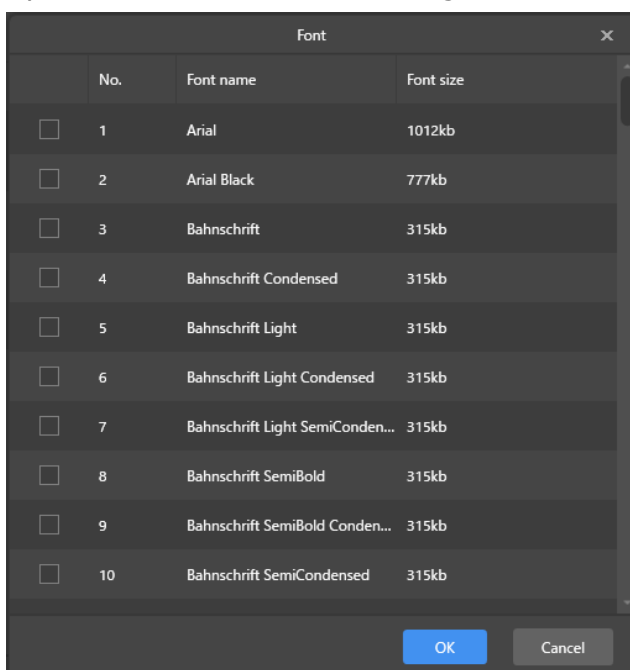 Font
No. Font name Font size
1 Arial 1012kb
2 Arial Black 777kb
3 Bahnschrift 315kb
4 Bahnschrift Condensed 315kb
5 Bahnschrift Light 315kb
6 Bahnschrift Light Condensed 315kb
7 Bahnschrift Light SemiConden... 315kb
8 Bahnschrift SemiBold 315kb
9 Bahnschrift SemiBold Conden... 315kb
10 Bahnschrift SemiCondensed 315kb
OK Cancel